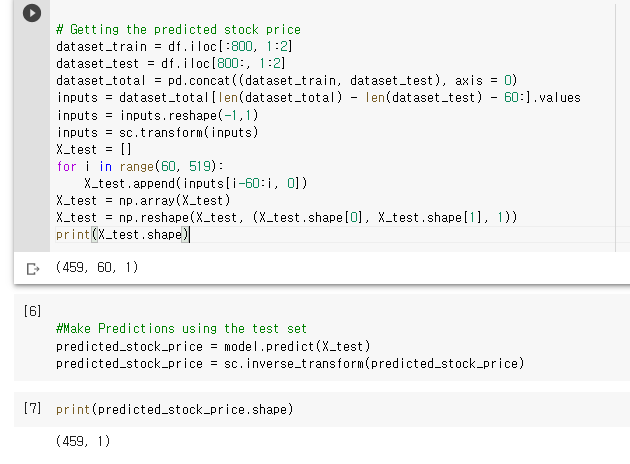 # Getting the predicted stock price
dataset_train = df.iloc[:800, 1:2]
dataset_test = df.iloc[800:, 1:2]
dataset_total = pd.concat((dataset_train, dataset_test), axis = 0)
inputs = dataset_total[len(dataset_total) - len(dataset_test) - 60:].values
inputs = inputs.reshape(-1,1)
inputs = sc.transform(inputs)
X_test = []
for i in range(60, 519):
    X_test.append(inputs[i-60:i, 0])
X_test = np.array(X_test)
X_test = np.reshape(X_test, (X_test.shape[0], X_test.shape[1], 1))
print(X_test.shape)
(459, 60, 1)
[6]
#Make Predictions using the test set
predicted_stock_price = model.predict(X_test)
predicted_stock_price = sc.inverse_transform(predicted_stock_price)
[7] print(predicted_stock_price.shape)
(459, 1)